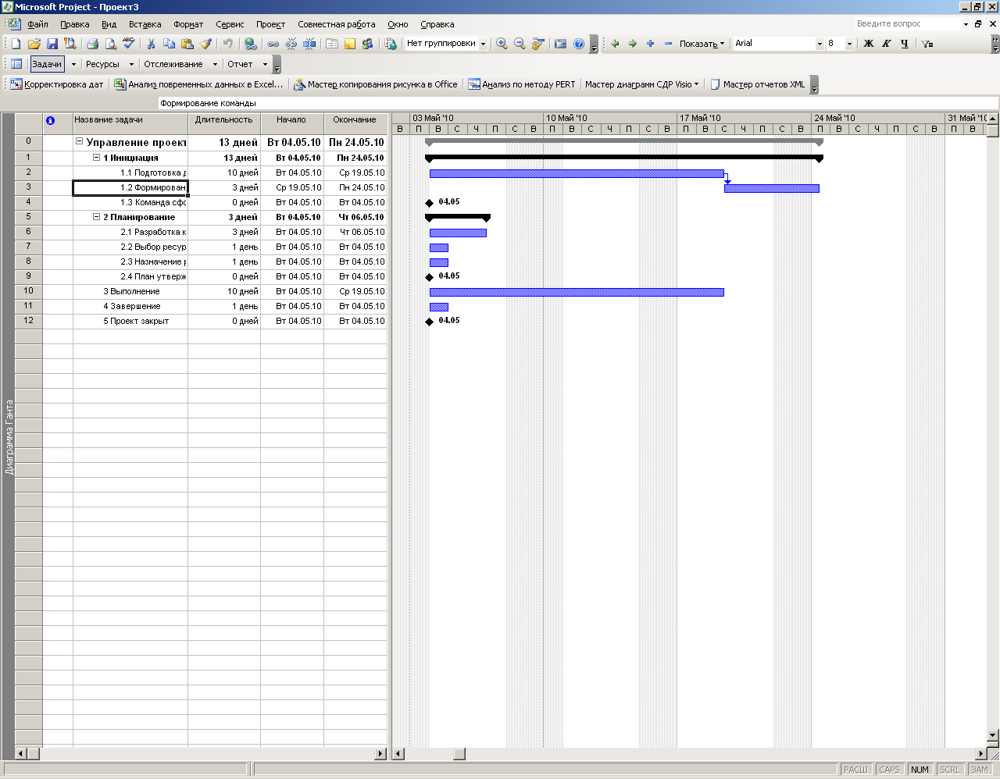 Microsoft Project - Проект3
Файл Правка Вид Вставка Формат Сервис Проект Совместная работа Окно Справка Введите вопрос
Нет группировки Показать Arial 8 Ж К Ч
Задачи Ресурсы Отслеживание Отчет
Корректировка дат Анализ повременных данных в Excel... Мастер копирования рисунка в Office Анализ по методу PERT Мастер диаграмм СДР Visio Мастер отчетов XML
Формирование команды
Название задачи Длительность Начало Окончание 03 Май '10 10 Май '10 17 Май '10 24 Май '10 31 Май '10
В П В С Ч П С В П В С Ч П С В П В С Ч П С В П В С Ч П С В П В
0 Управление проект 13 дней Вт 04.05.10 Пн 24.05.10
1 1 Инициация 13 дней Вт 04.05.10 Пн 24.05.10
2 1.1 Подготовка д 10 дней Вт 04.05.10 Ср 19.05.10
3 1.2 Формирован 3 дней Ср 19.05.10 Пн 24.05.10
4 1.3 Команда сфо 0 дней Вт 04.05.10 Вт 04.05.10 04.05
5 2 Планирование 3 дней Вт 04.05.10 Чт 06.05.10
6 2.1 Разработка к 3 дней Вт 04.05.10 Чт 06.05.10
7 2.2 Выбор ресур 1 день Вт 04.05.10 Вт 04.05.10
8 2.3 Назначение р 1 день Вт 04.05.10 Вт 04.05.10
9 2.4 План утверж 0 дней Вт 04.05.10 Вт 04.05.10 04.05
10 3 Выполнение 10 дней Вт 04.05.10 Ср 19.05.10
11 4 Завершение 1 день Вт 04.05.10 Вт 04.05.10
12 5 Проект закрыт 0 дней Вт 04.05.10 Вт 04.05.10 04.05
Диаграмма Ганта
РАСШ CAPS NUM SCRL ЗАМ